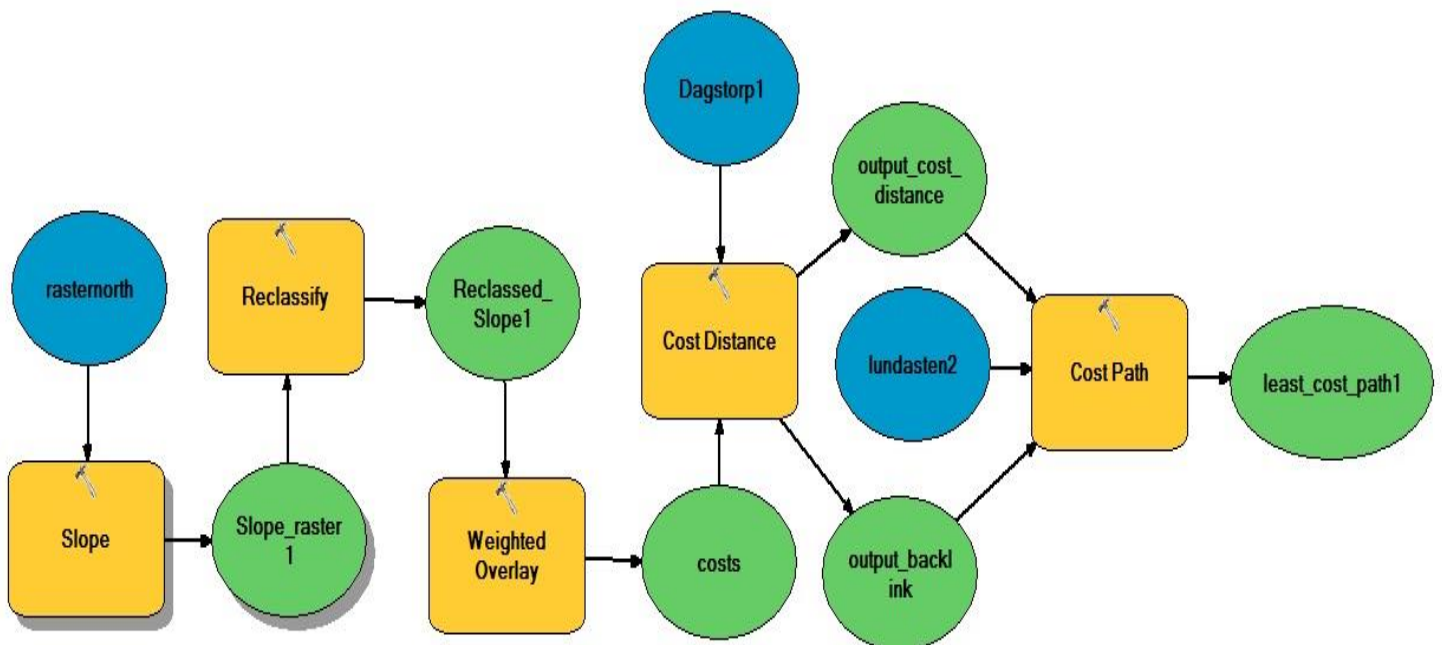 rasternorth
Slope
Slope_raster
1
Reclassify
Reclassed_
Slope1
Weighted
Overlay
costs
Dagstorp1
Cost Distance
output_cost_
distance
lundasten2
output_backl
ink
Cost Path
least_cost_path1